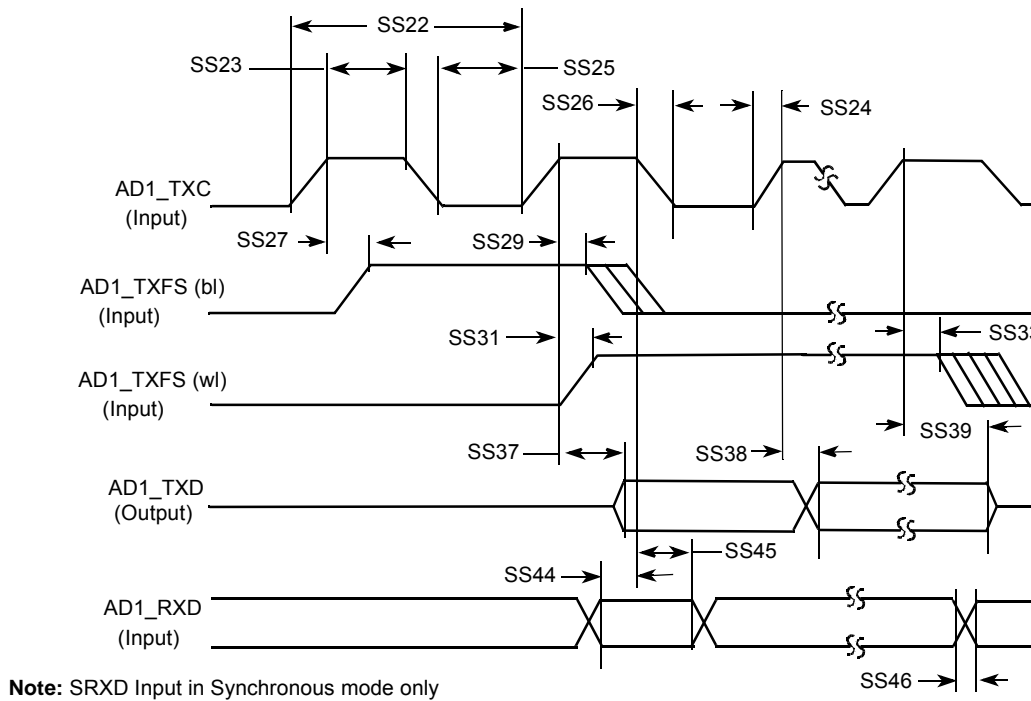 SS22
SS23
SS25
SS26
SS24
AD1_TXC
(Input)
SS27
SS29
AD1_TXFS (bl)
(Input)
SS31
SS33
AD1_TXFS (wl)
(Input)
SS39
SS37
SS38
AD1_TXD
(Output)
SS45
SS44
AD1_RXD
(Input)
SS46
Note: SRXD Input in Synchronous mode only